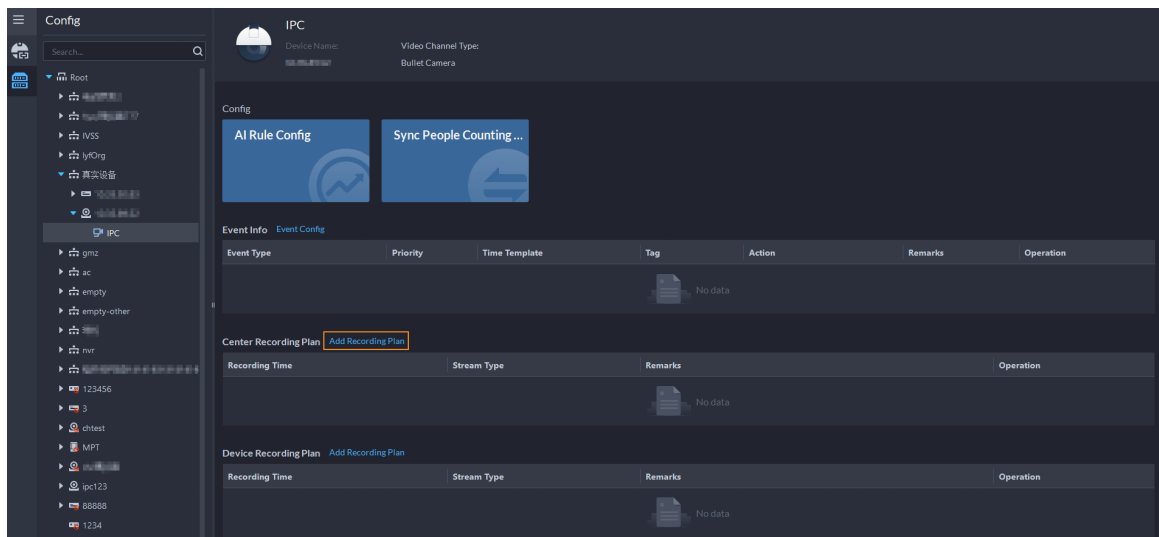 Config
Search...
Root
IVSS
lyfOrg
真实设备
IPC
gmz
ac
empty
empty-other
nvr
123456
3
chtest
MPT
ipc123
88888
1234
IPC
Device Name:
Video Channel Type:
Bullet Camera
Config
AI Rule Config
Sync People Counting ...
Event Info Event Config
Event Type Priority Time Template Tag Action Remarks Operation
No data
Center Recording Plan Add Recording Plan
Recording Time Stream Type Remarks Operation
No data
Device Recording Plan Add Recording Plan
Recording Time Stream Type Remarks Operation
No data